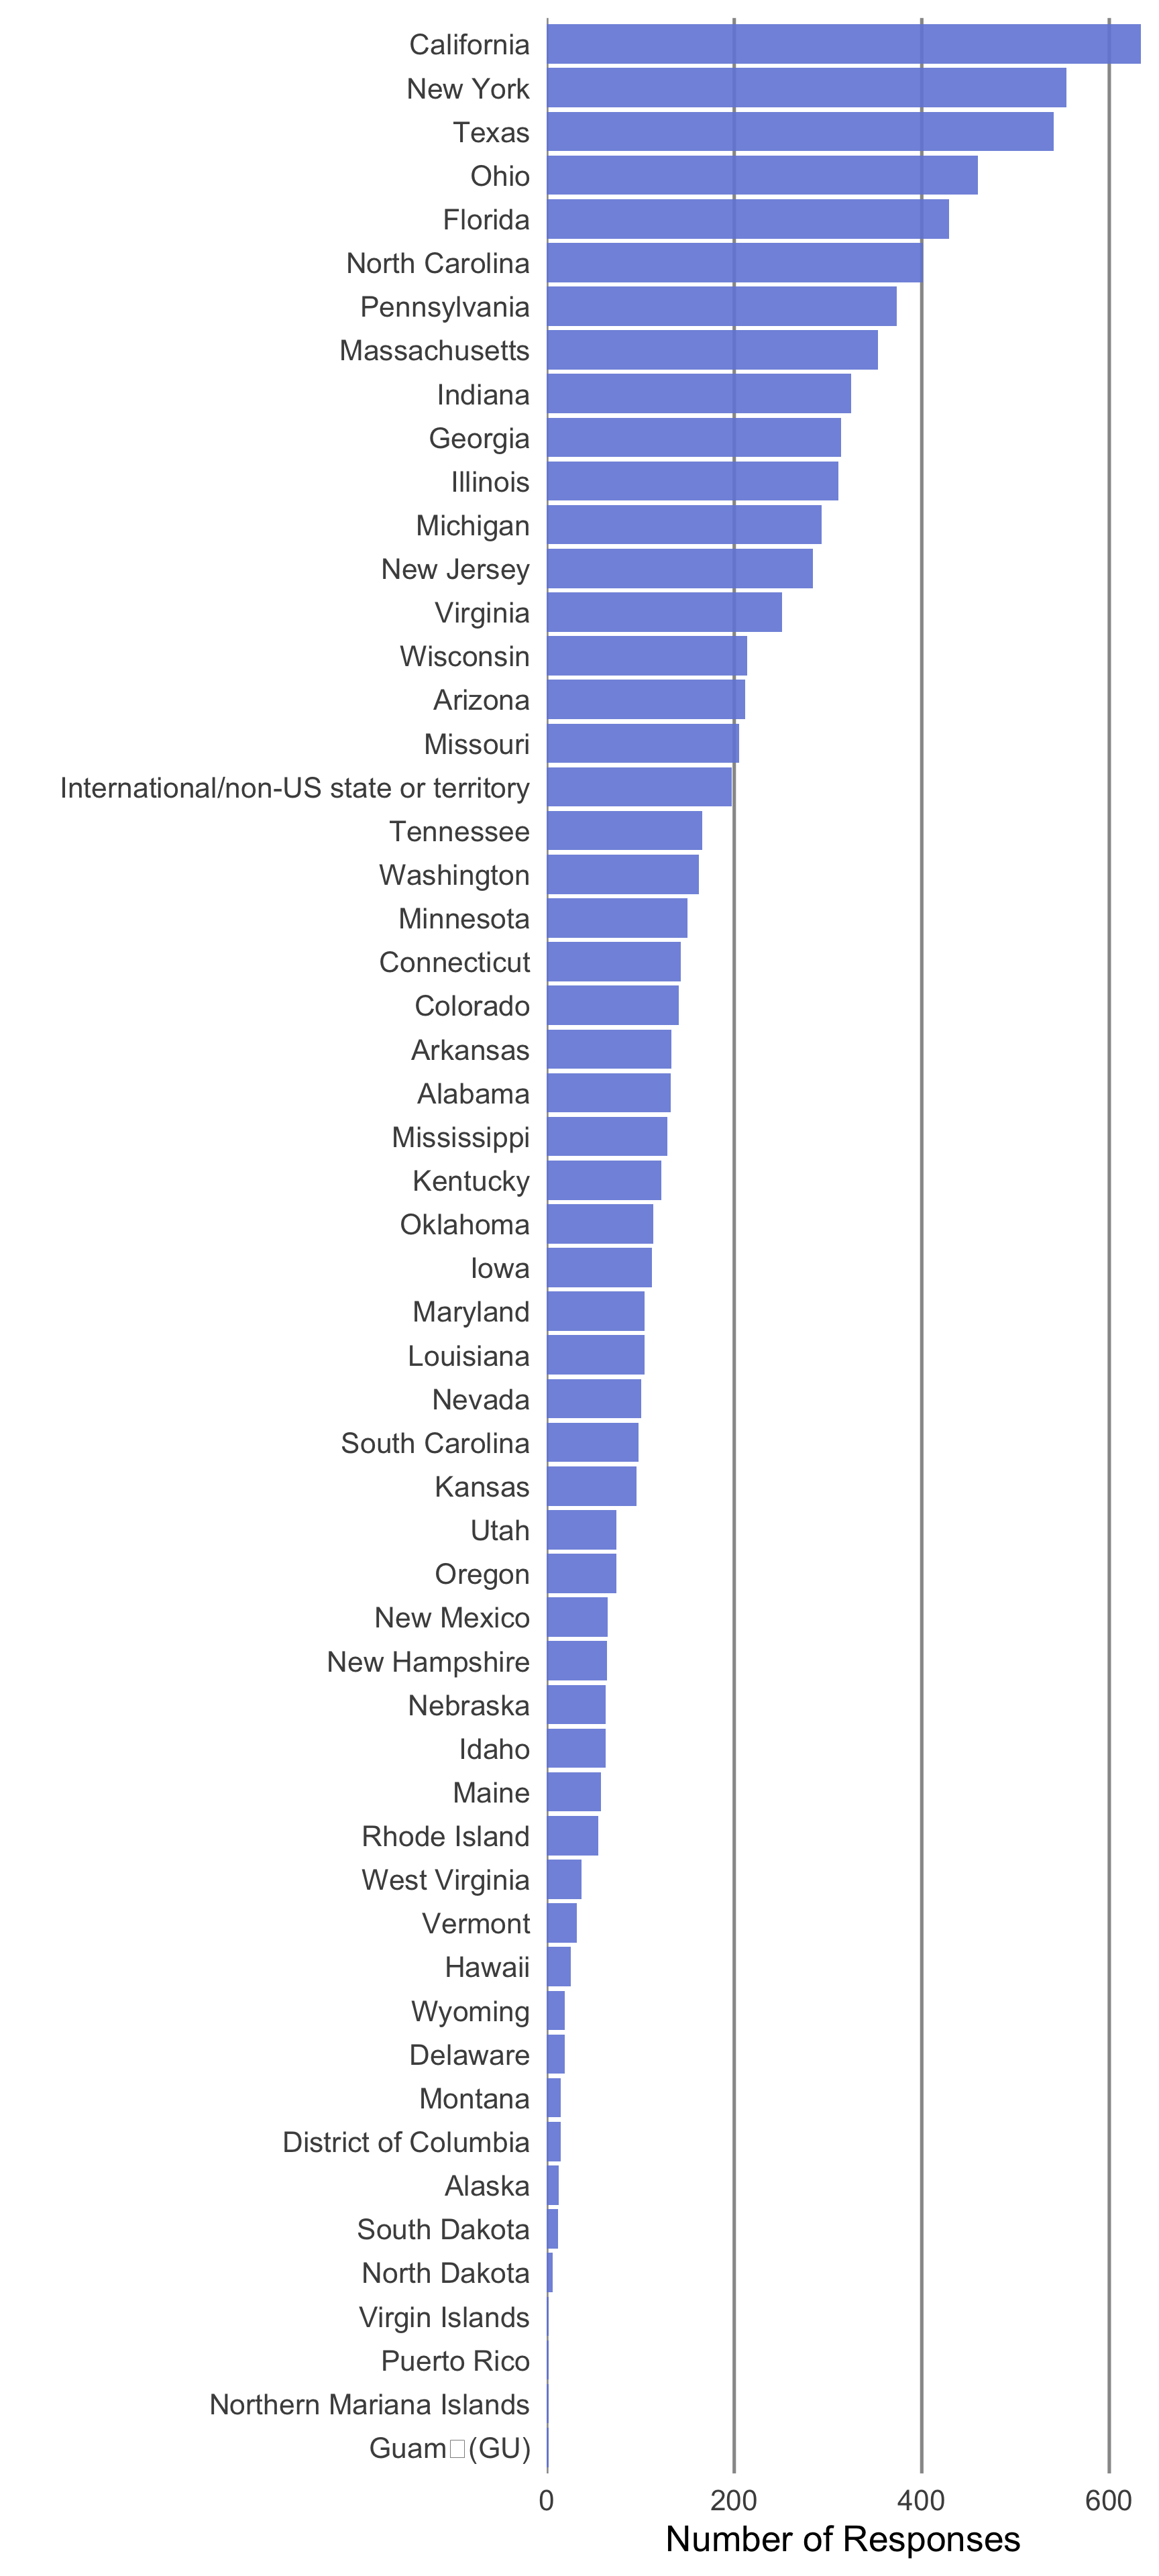 California
New York
Texas
Ohio
Florida
North Carolina
Pennsylvania
Massachusetts
Indiana
Georgia
Illinois
Michigan
New Jersey
Virginia
Wisconsin
Arizona
Missouri
International/non-US state or territory
Tennessee
Washington
Minnesota
Connecticut
Colorado
Arkansas
Alabama
Mississippi
Kentucky
Oklahoma
Iowa
Maryland
Louisiana
Nevada
South Carolina
Kansas
Utah
Oregon
New Mexico
New Hampshire
Nebraska
Idaho
Maine
Rhode Island
West Virginia
Vermont
Hawaii
Wyoming
Delaware
Montana
District of Columbia
Alaska
South Dakota
North Dakota
Virgin Islands
Puerto Rico
Northern Mariana Islands
Guam□(GU)
0 200 400 600
Number of Responses